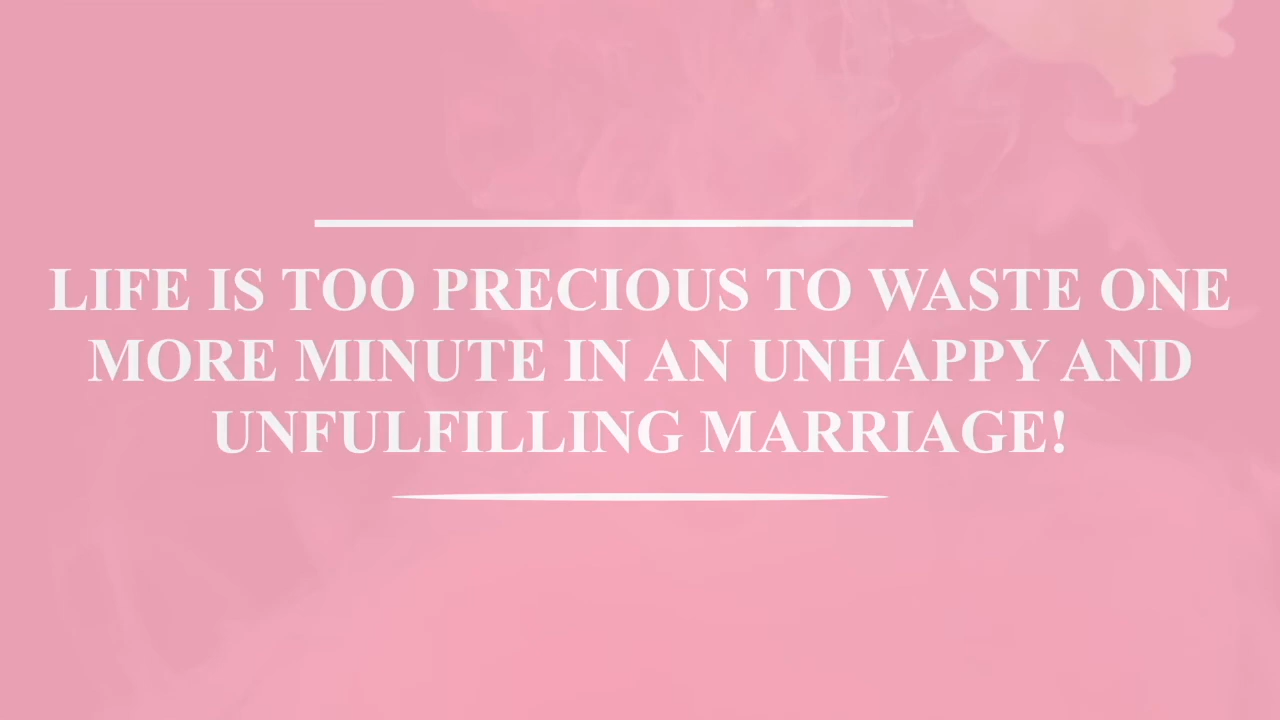 LIFE IS TOO PRECIOUS TO WASTE ONE
MORE MINUTE IN AN UNHAPPY AND
UNFULFILLING MARRIAGE!